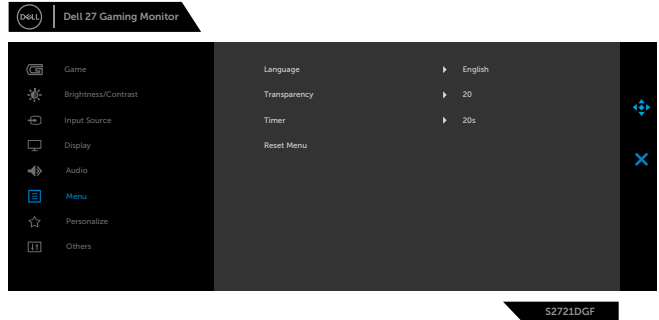 DELL Dell 27 Gaming Monitor
Game
Brightness/Contrast
Input Source
Display
Audio
Menu
Personalize
Others
Language English
Transparency 20
Timer 20s
Reset Menu
S2721DGF